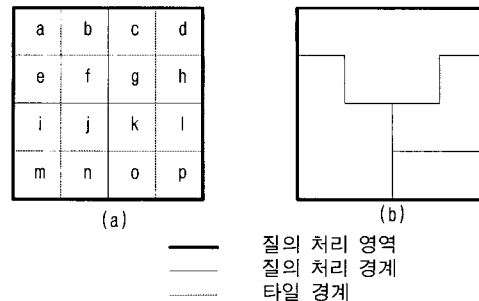 a b c d
e f g h
i j k l
m n o p
(a) (b)
질의 처리 영역
질의 처리 경계
타일 경계